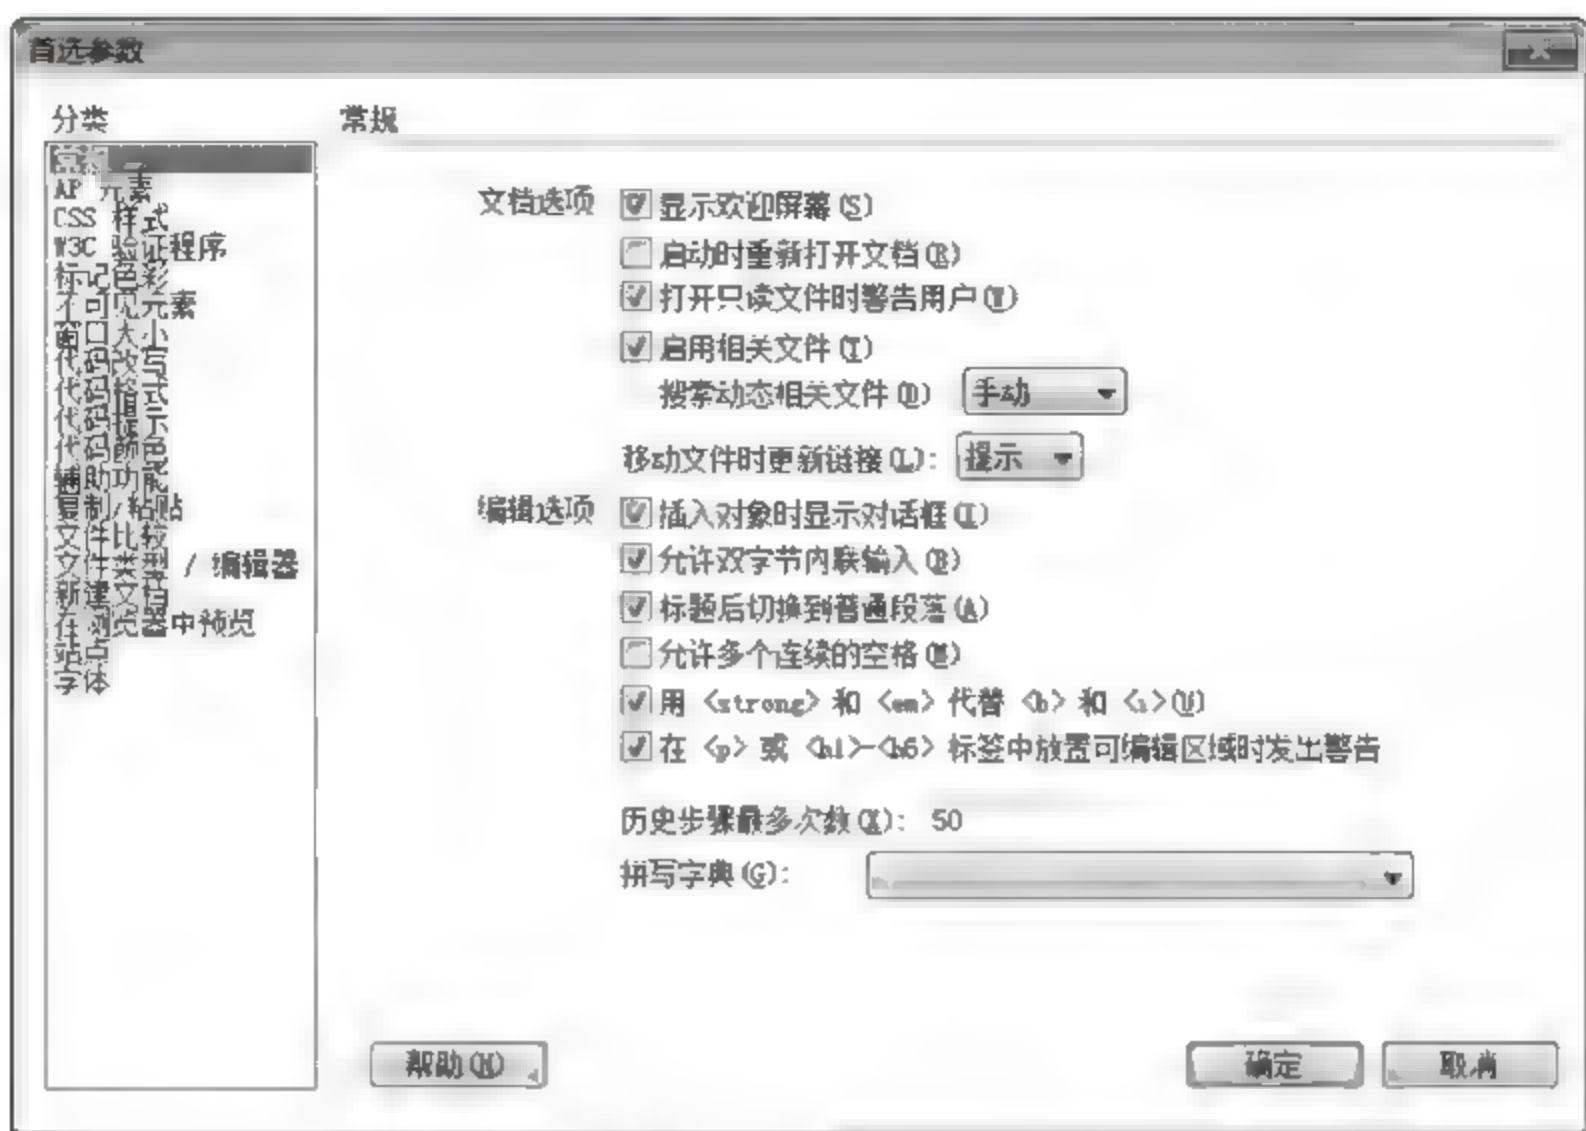 首选参数
分类
常规
AP 元素
CSS 样式
W3C 验证程序
标记色彩
不可见元素
窗口大小
代码改写
代码格式
代码提示
代码颜色
辅助功能
复制/粘贴
文件比较
文件类型 / 编辑器
新建文档
在浏览器中预览
站点
字体
常规
文档选项 显示欢迎屏幕(S)
启动时重新打开文档(R)
打开只读文件时警告用户(W)
启用相关文件(T)
搜索动态相关文件(D) 手动
移动文件时更新链接(L): 提示
编辑选项 插入对象时显示对话框(I)
允许双字节内联输入(B)
标题后切换到普通段落(A)
允许多个连续的空格(M)
用 <strong> 和 <em> 代替 <b> 和 <i>(U)
在 <p> 或 <h1>-<h6> 标签中放置可编辑区域时发出警告
历史步骤最多次数(X): 50
拼写字典(G):
帮助(H) 确定 取消